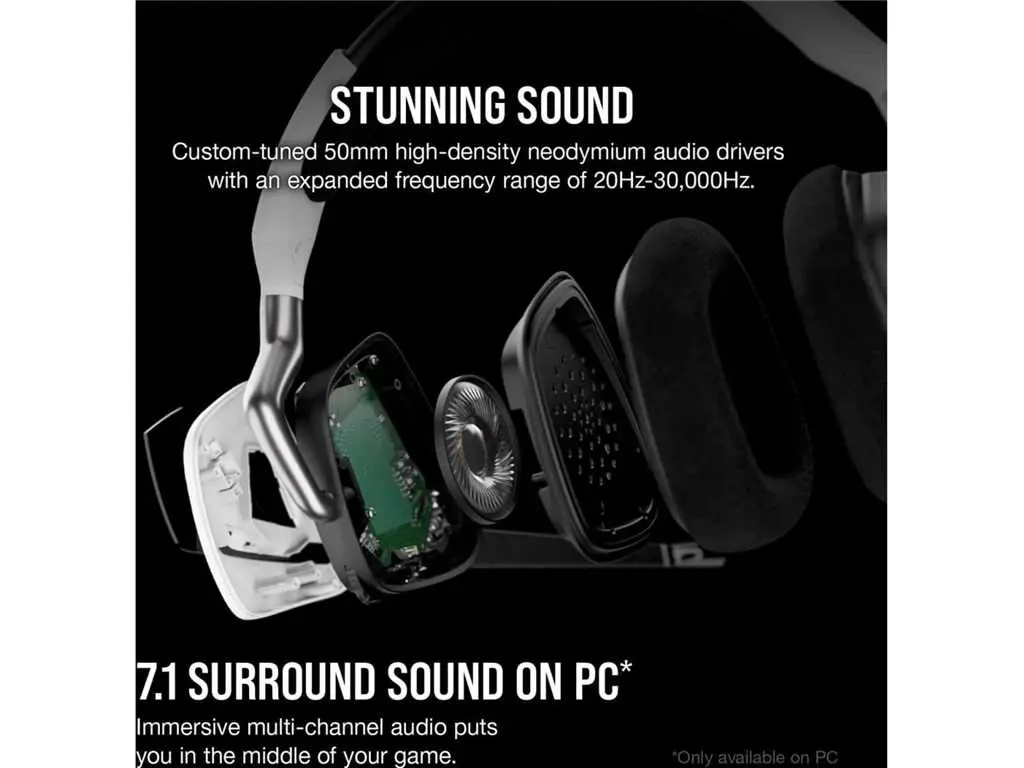 STUNNING SOUND
Custom-tuned 50mm high-density neodymium audio drivers
with an expanded frequency range of 20Hz-30,000Hz.
7.1 SURROUND SOUND ON PC*
Immersive multi-channel audio puts
you in the middle of your game.
*Only available on PC